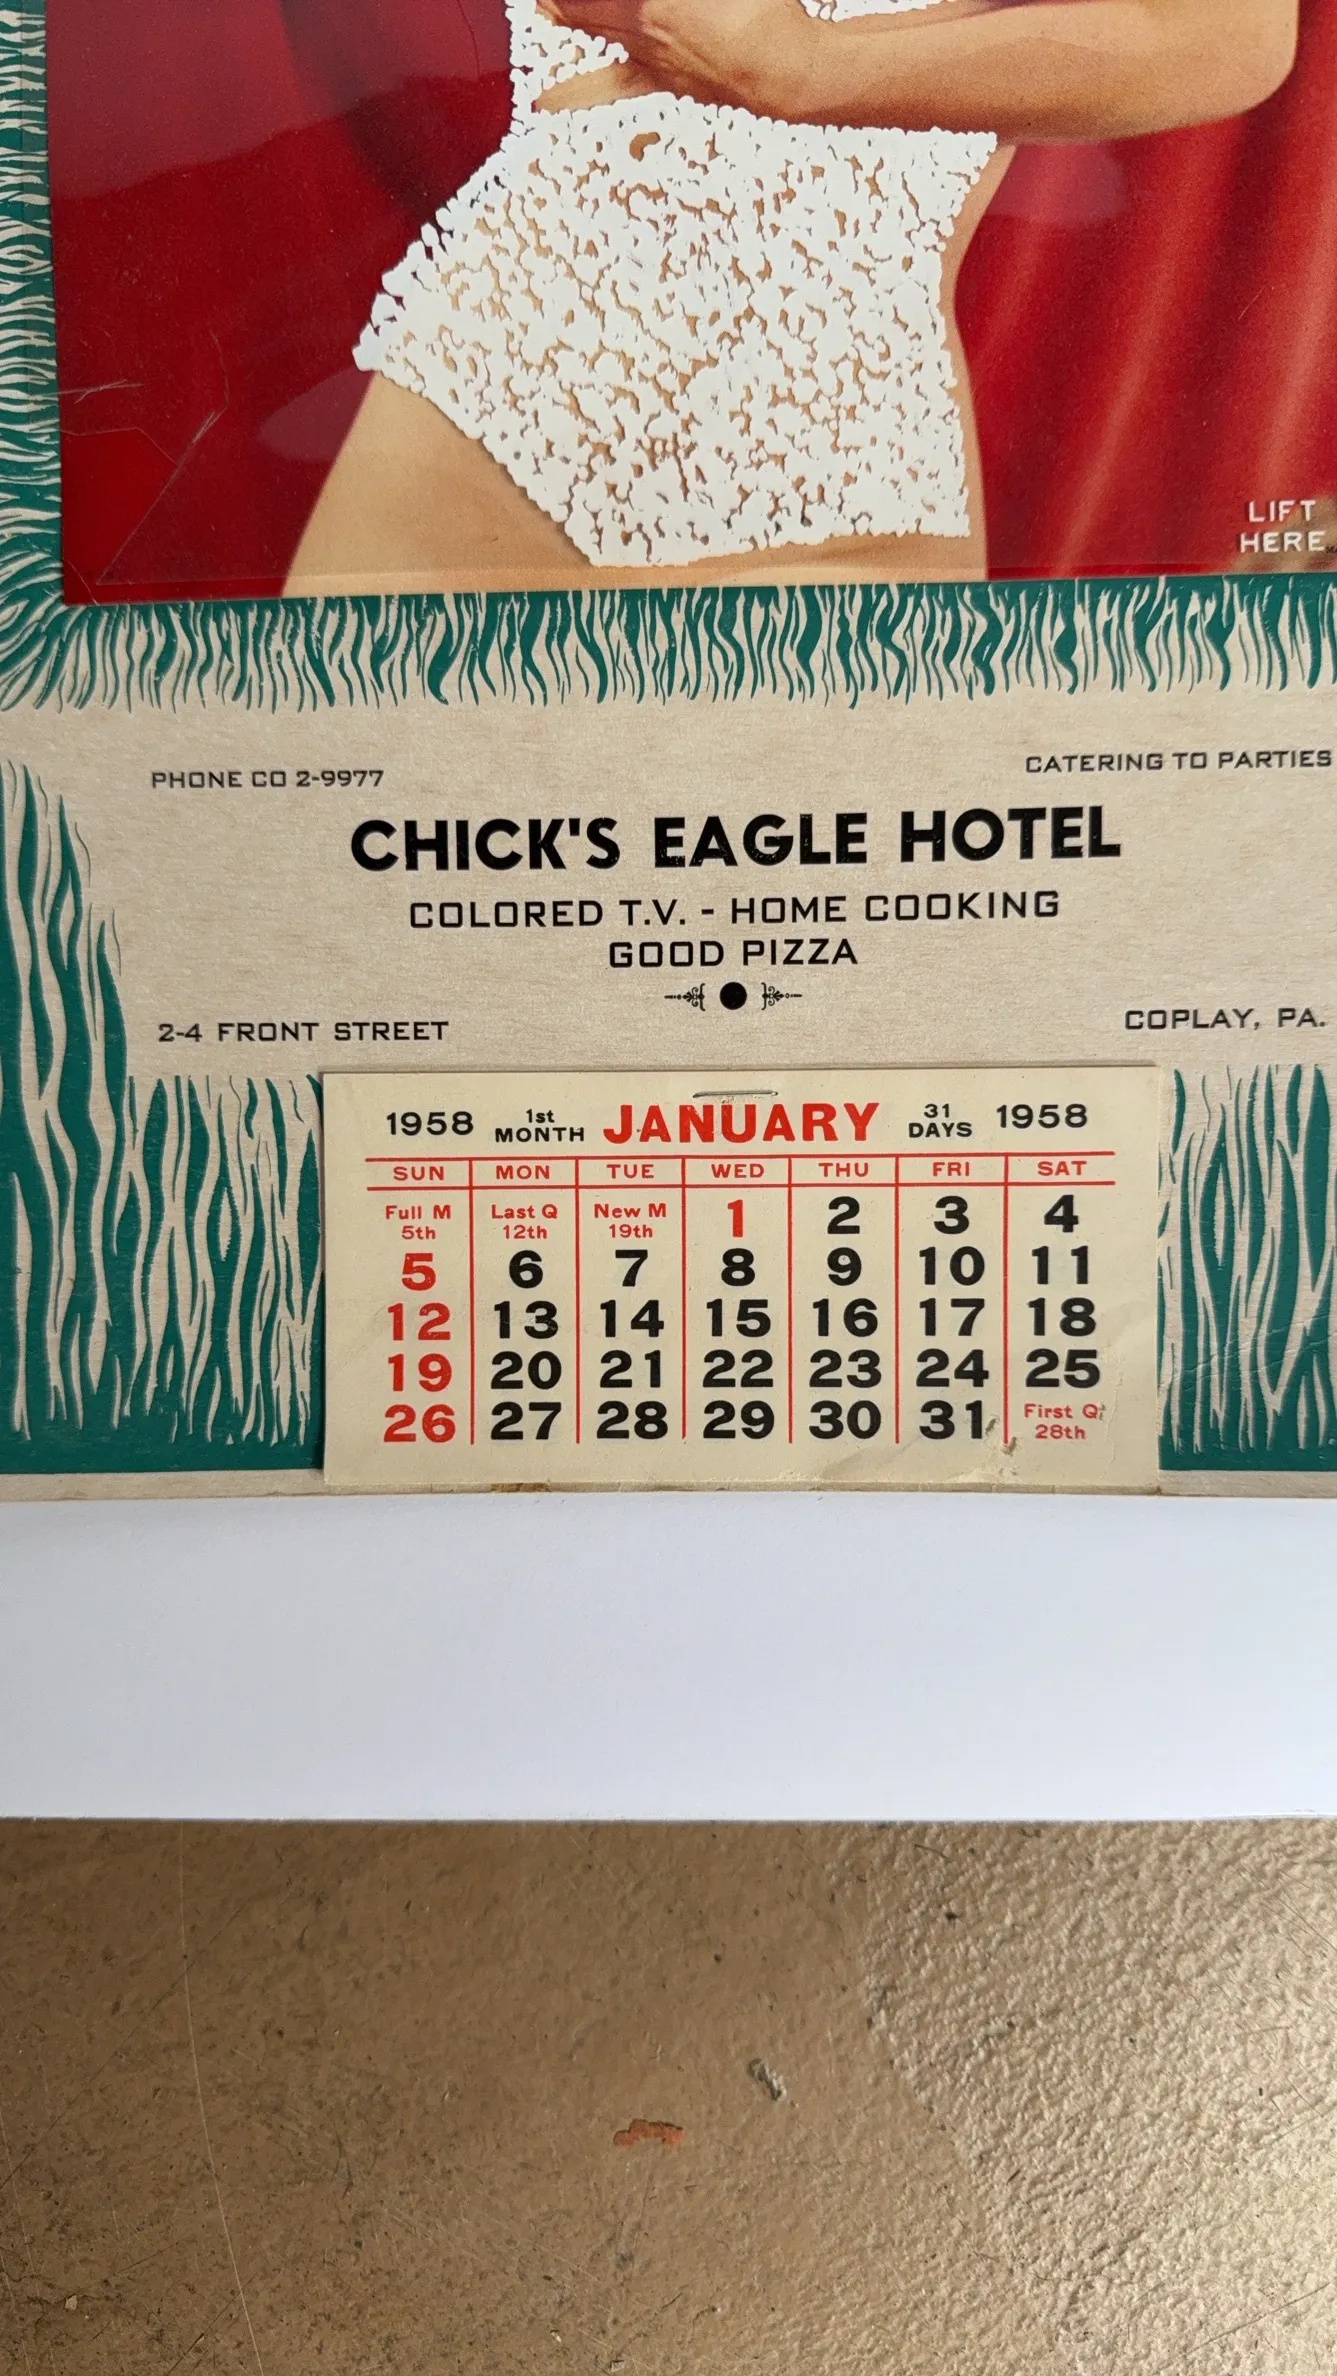 LIFT
HERE
PHONE CO 2-9977
CATERING TO PARTIES
CHICK'S EAGLE HOTEL
COLORED T.V. - HOME COOKING
GOOD PIZZA
2-4 FRONT STREET
COPLAY, PA.
1958 1st MONTH JANUARY 31 DAYS 1958
SUN MON TUE WED THU FRI SAT
Full M 5th Last Q 12th New M 19th 1 2 3 4
5 6 7 8 9 10 11
12 13 14 15 16 17 18
19 20 21 22 23 24 25
26 27 28 29 30 31 First Q 28th